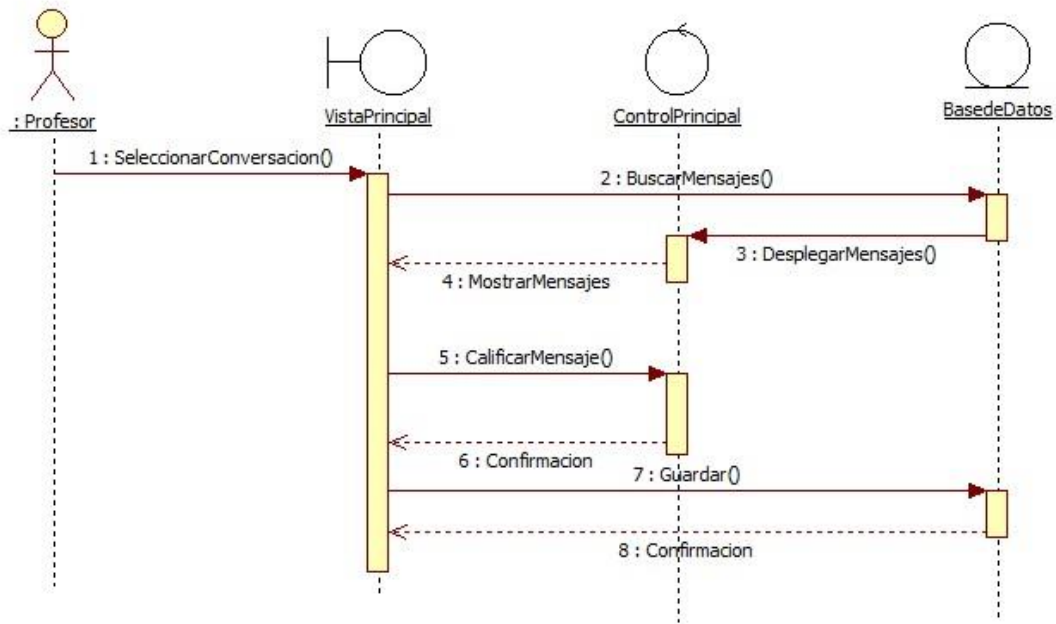 : Profesor
VistaPrincipal
ControlPrincipal
BasedeDatos
1 : SeleccionarConversacion()
2 : BuscarMensajes()
3 : DesplegarMensajes()
4 : MostrarMensajes
5 : CalificarMensaje()
6 : Confirmacion
7 : Guardar()
8 : Confirmacion